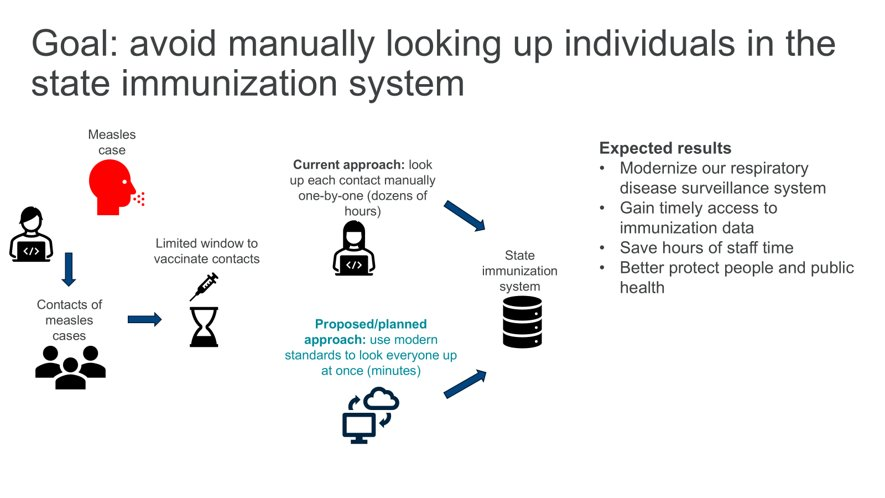 Goal: avoid manually looking up individuals in the
state immunization system
Measles
case
Limited window to
vaccinate contacts
Contacts of
measles
cases
Current approach: look
up each contact manually
one-by-one (dozens of
hours)
Proposed/planned
approach: use modern
standards to look everyone up
at once (minutes)
State
immunization
system
Expected results
• Modernize our respiratory
disease surveillance system
• Gain timely access to
immunization data
• Save hours of staff time
• Better protect people and public
health